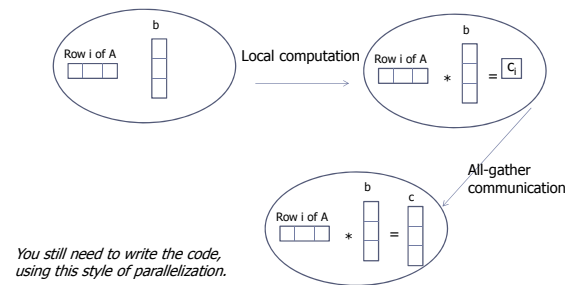 b
Row i of A
Local computation
b
Row i of A
* = cᵢ
All-gather
communication
b
c
Row i of A
* =
You still need to write the code,
using this style of parallelization.